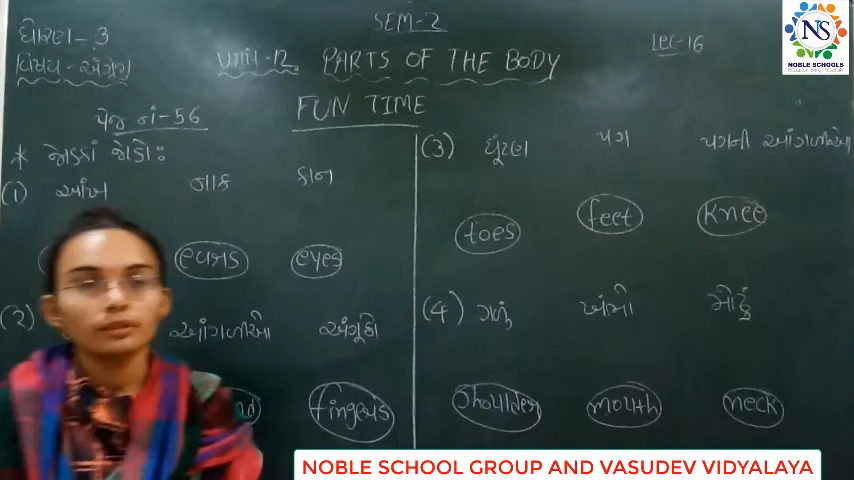 SEM-2
ધોરણ - 3
વિષય - અંગ્રેજી
Unit-12 PARTS OF THE BODY
Lec-16
NS
NOBLE SCHOOLS
પેજ નં-56
FUN TIME
* જોડકાં જોડો:
(1) આંખ નાક કાન
ears eyes
(2) આંગળીઓ અંગૂઠો
fingers
(3) ઘૂંટણ પગ પગની આંગળીઓ
toes feet knee
(4) ગળું ખંભો મોઢું
shoulder mouth neck
NOBLE SCHOOL GROUP AND VASUDEV VIDYALAYA